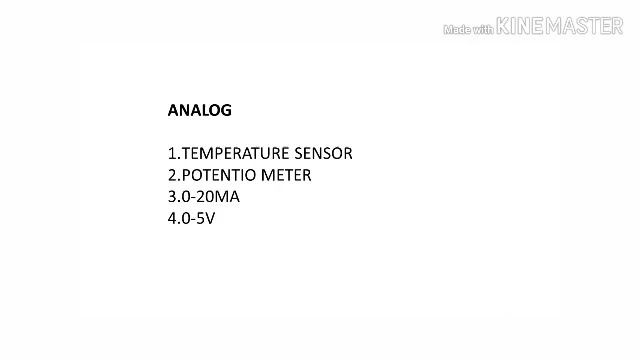 Made with KINEMASTER
ANALOG
1.TEMPERATURE SENSOR
2.POTENTIO METER
3.0-20MA
4.0-5V